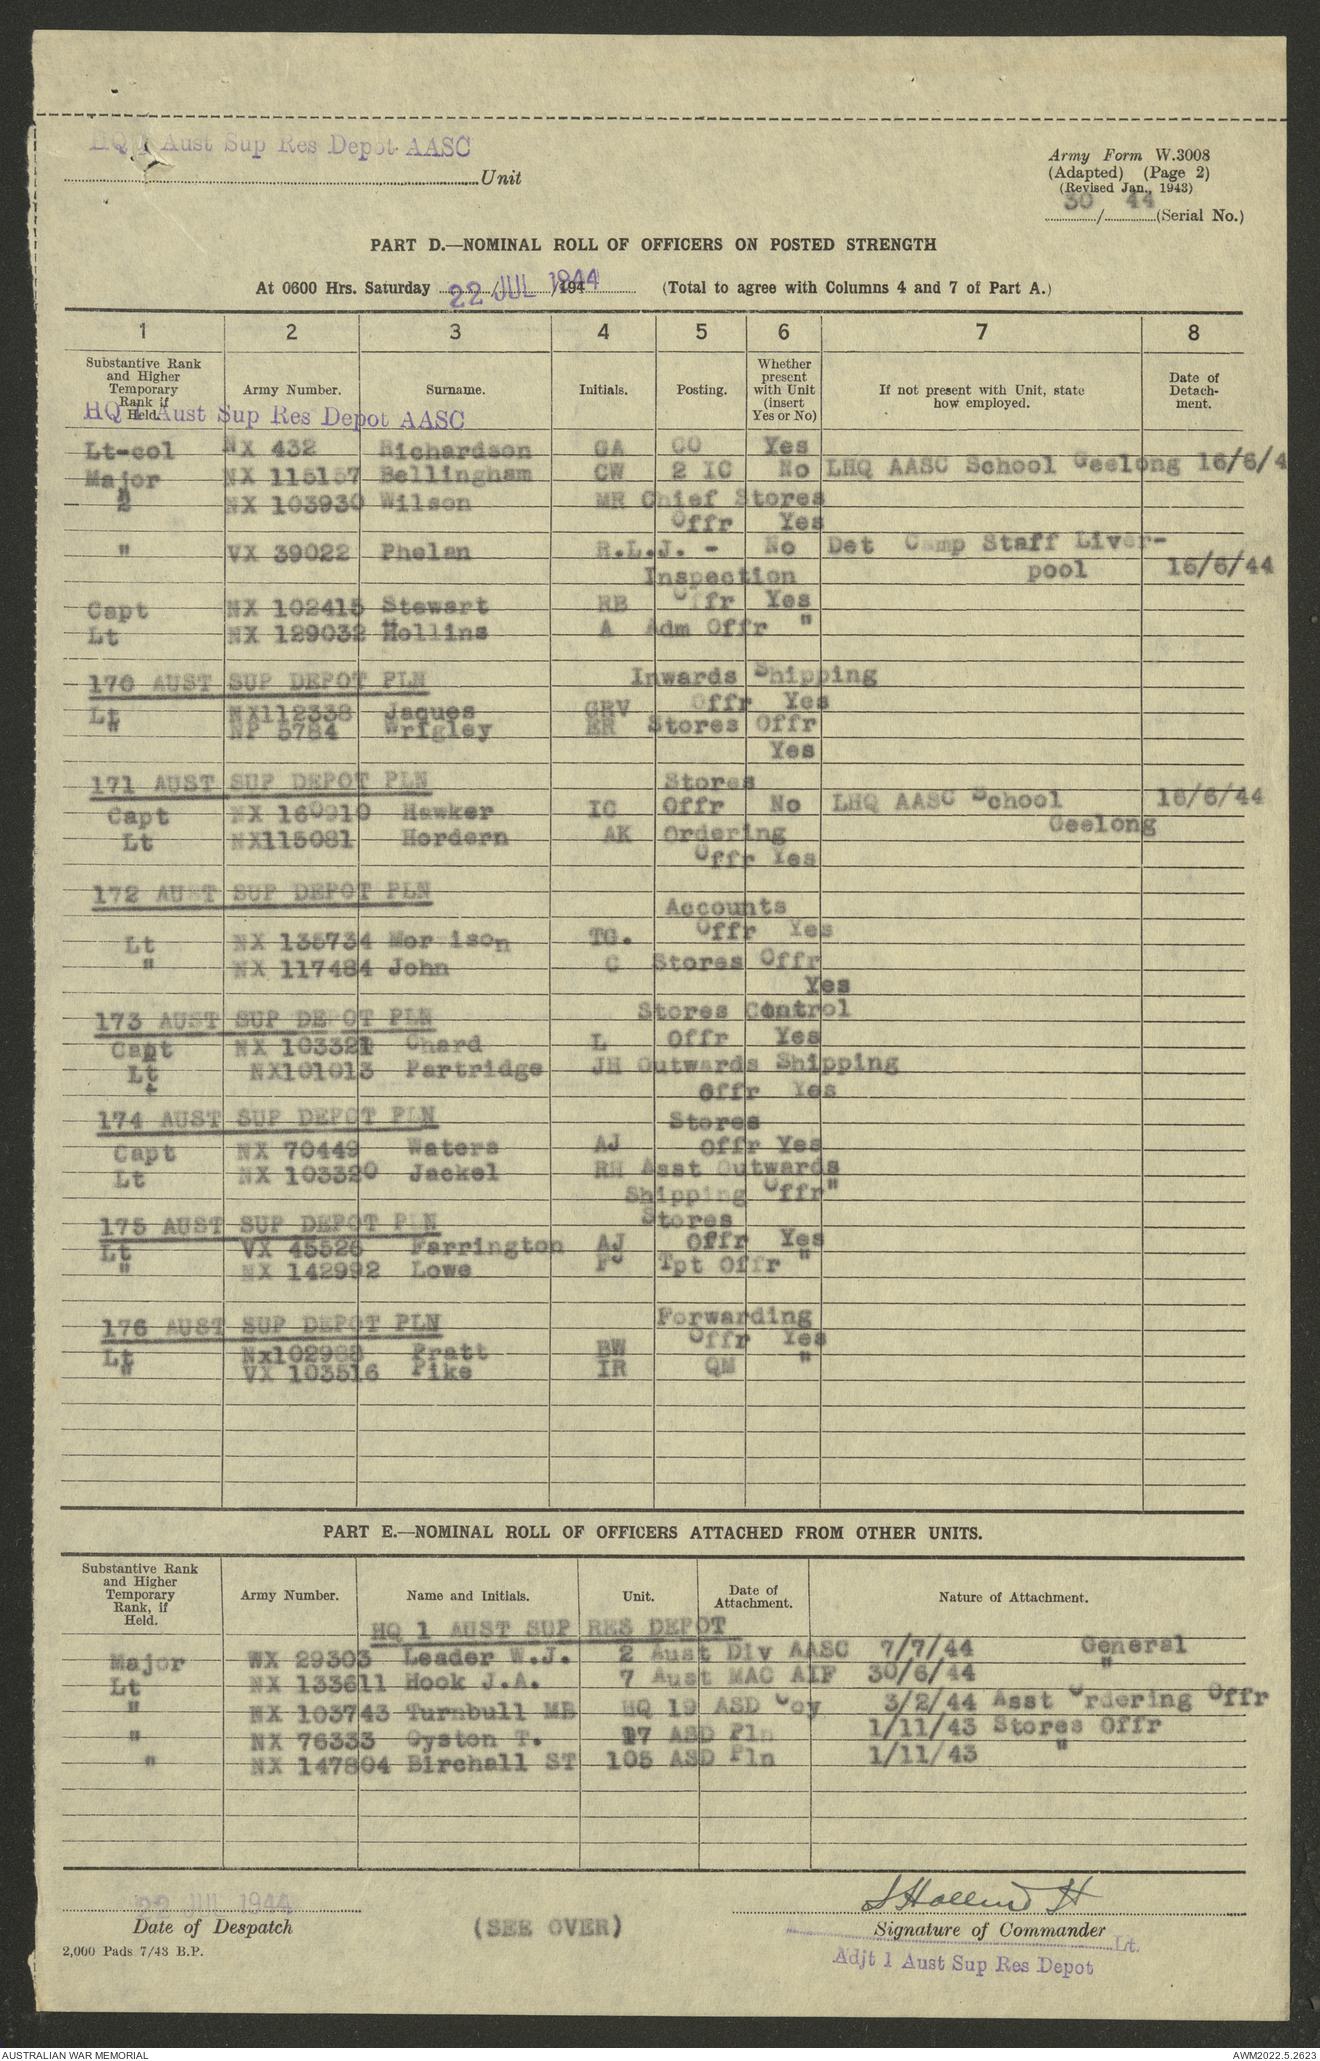 HQ 1 Aust Sup Res Depot AASC
Unit
Army Form W.3008
(Adapted) (Page 2)
(Revised Jan., 1943)
30 / 44 (Serial No.)
PART D.—NOMINAL ROLL OF OFFICERS ON POSTED STRENGTH
At 0600 Hrs. Saturday 22 JUL 1944 /194 (Total to agree with Columns 4 and 7 of Part A.)
1 2 3 4 5 6 7 8
Substantive Rank and Higher Temporary Rank if Held. Army Number. Surname. Initials. Posting. Whether present with Unit (insert Yes or No) If not present with Unit, state how employed. Date of Detach-ment.
HQ 1 Aust Sup Res Depot AASC
Lt-col NX 432 Richardson GA CO Yes
Major NX 115157 Bellingham CW 2 IC No LHQ AASC School Geelong 16/6/4
" NX 103930 Wilson MR Chief Stores
Offr Yes
" VX 39022 Phelan R.L.J. - No Det Camp Staff Liver-
Inspection pool 16/6/44
Capt NX 102415 Stewart RB Offr Yes
Lt NX 129032 Hollins A Adm Offr "
170 AUST SUP DEPOT PLN Inwards Shipping
Lt NX112338 Jaques GRV Offr Yes
" NP 5784 Wrigley ER Stores Offr
Yes
171 AUST SUP DEPOT PLN Stores
Capt NX 160910 Hawker IC Offr No LHQ AASC School 16/6/44
Geelong
Lt NX115081 Hordern AK Ordering
Offr Yes
172 AUST SUP DEPOT PLN
Accounts
Lt NX 135734 Morrison TG. Offr Yes
" NX 117484 John C Stores Offr
Yes
173 AUST SUP DEPOT PLN Stores Control
Capt NX 103321 Chard L Offr Yes
Lt NX101013 Partridge JH Outwards Shipping
Offr Yes
174 AUST SUP DEPOT PLN Stores
Capt NX 70449 Waters AJ Offr Yes
Lt NX 103320 Jackel RH Asst Outwards
Shipping Offr"
175 AUST SUP DEPOT PLN Stores
Lt VX 45526 Farrington AJ Offr Yes
" NX 142992 Lowe FJ Tpt Offr "
Forwarding
176 AUST SUP DEPOT PLN Offr Yes
Lt Nx102988 Pratt BW "
" VX 103516 Pike IR QM
PART E.—NOMINAL ROLL OF OFFICERS ATTACHED FROM OTHER UNITS.
Substantive Rank and Higher Temporary Rank, if Held. Army Number. Name and Initials. Unit. Date of Attachment. Nature of Attachment.
HQ 1 AUST SUP RES DEPOT
Major WX 29303 Leader W.J. 2 Aust Div AASC 7/7/44 General
Lt NX 133611 Hook J.A. 7 Aust MAC AIF 30/6/44 "
" NX 103743 Turnbull MB HQ 19 ASD Coy 3/2/44 Asst Ordering Offr
" NX 76333 Oyston T. 17 ASD Pln 1/11/43 Stores Offr
" NX 147804 Birchall ST 105 ASD Pln 1/11/43 "
22 JUL 1944
Date of Despatch
(SEE OVER)
Signature of Commander
Lt.
2,000 Pads 7/43 B.P.
Adjt 1 Aust Sup Res Depot
AUSTRALIAN WAR MEMORIAL
AWM2022.5.2623